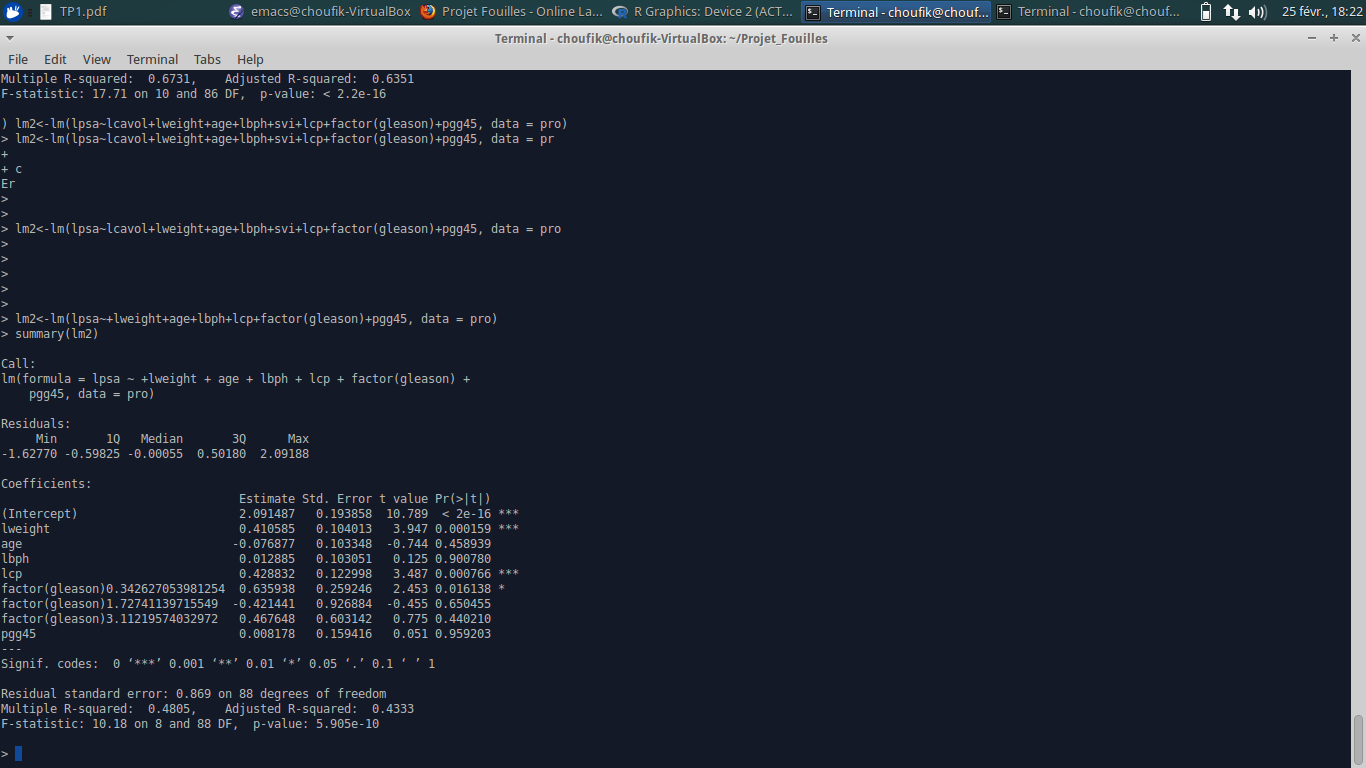 TP1.pdf
emacs@choufik-VirtualBox
Projet Fouilles - Online La...
R Graphics: Device 2 (ACT...
Terminal - choufik@chouf...
Terminal - choufik@chouf...
25 févr., 18:22
Terminal - choufik@choufik-VirtualBox: ~/Projet_Fouilles
File Edit View Terminal Tabs Help
Multiple R-squared:  0.6731,    Adjusted R-squared:  0.6351
F-statistic: 17.71 on 10 and 86 DF,  p-value: < 2.2e-16
) lm2<-lm(lpsa~lcavol+lweight+age+lbph+svi+lcp+factor(gleason)+pgg45, data = pro)
> lm2<-lm(lpsa~lcavol+lweight+age+lbph+svi+lcp+factor(gleason)+pgg45, data = pr
+
+ c
Er
>
>
> lm2<-lm(lpsa~lcavol+lweight+age+lbph+svi+lcp+factor(gleason)+pgg45, data = pro
>
>
>
>
>
> lm2<-lm(lpsa~+lweight+age+lbph+lcp+factor(gleason)+pgg45, data = pro)
> summary(lm2)
Call:
lm(formula = lpsa ~ +lweight + age + lbph + lcp + factor(gleason) +
    pgg45, data = pro)
Residuals:
     Min       1Q   Median       3Q      Max
-1.62770 -0.59825 -0.00055  0.50180  2.09188
Coefficients:
                                  Estimate Std. Error t value Pr(>|t|)
(Intercept)                       2.091487   0.193858  10.789  < 2e-16 ***
lweight                           0.410585   0.104013   3.947 0.000159 ***
age                              -0.076877   0.103348  -0.744 0.458939
lbph                              0.012885   0.103051   0.125 0.900780
lcp                               0.428832   0.122998   3.487 0.000766 ***
factor(gleason)0.342627053981254  0.635938   0.259246   2.453 0.016138 *
factor(gleason)1.72741139715549  -0.421441   0.926884  -0.455 0.650455
factor(gleason)3.11219574032972   0.467648   0.603142   0.775 0.440210
pgg45                             0.008178   0.159416   0.051 0.959203
---
Signif. codes:  0 ‘***’ 0.001 ‘**’ 0.01 ‘*’ 0.05 ‘.’ 0.1 ‘ ’ 1
Residual standard error: 0.869 on 88 degrees of freedom
Multiple R-squared:  0.4805,    Adjusted R-squared:  0.4333
F-statistic: 10.18 on 8 and 88 DF,  p-value: 5.905e-10
>